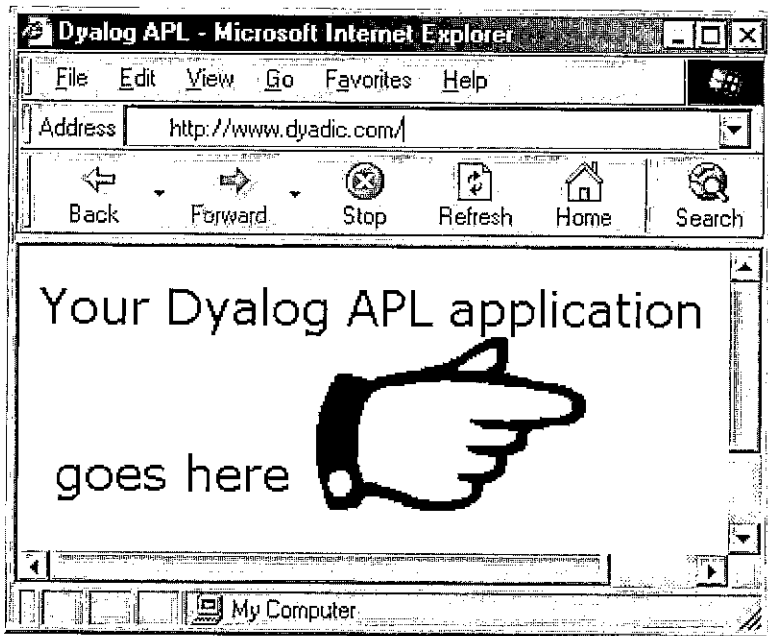 Dyalog APL - Microsoft Internet Explorer
File Edit View Go Favorites Help
Address http://www.dyadic.com/
Back Forward Stop Refresh Home Search
Your Dyalog APL application
goes here
My Computer